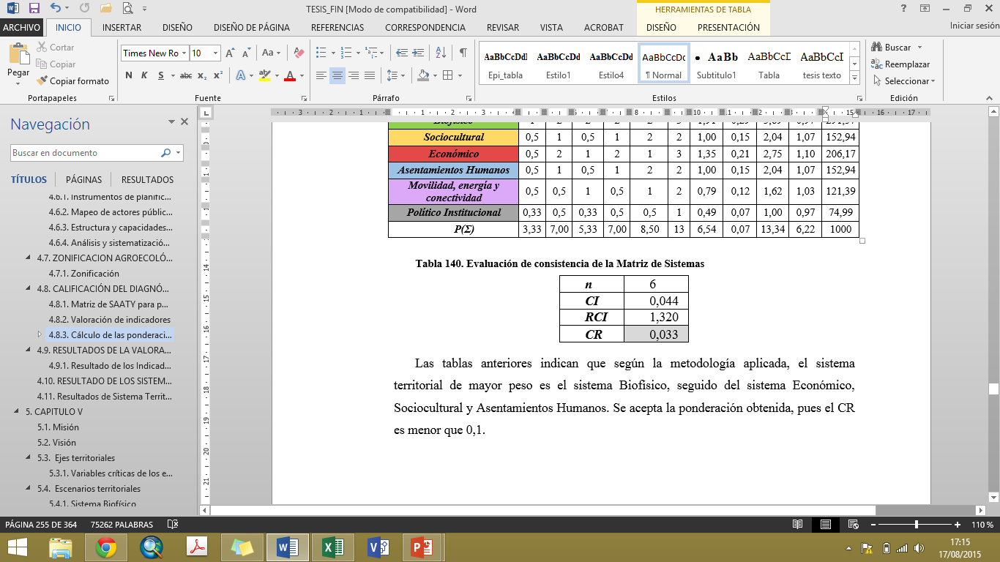 TESIS_FIN [Modo de compatibilidad] - Word
HERRAMIENTAS DE TABLA
ARCHIVO INICIO INSERTAR DISEÑO DISEÑO DE PÁGINA REFERENCIAS CORRESPONDENCIA REVISAR VISTA ACROBAT DISEÑO PRESENTACIÓN Iniciar sesión
Pegar
Cortar
Copiar
Copiar formato
Portapapeles
Times New Ro 10
N K S abc x₂ x²
Fuente
Párrafo
AaBbCcDd Epi_tabla
AaBbCcDd Estilo1
AaBbCcDd Estilo4
AaBbCcDc ¶ Normal
• AaBb Subtitulo1
AaBbCcD Tabla
AaBbCcI tesis texto
Estilos
Buscar
Reemplazar
Seleccionar
Edición
Navegación
Buscar en documento
TÍTULOS PÁGINAS RESULTADOS
4.6.1. Instrumentos de planific...
4.6.2. Mapeo de actores públic...
4.6.3. Estructura y capacidades...
4.6.4. Análisis y sistematizació...
4.7. ZONIFICACION AGROECOLÓ...
4.7.1. Zonificación
4.8. CALIFICACIÓN DEL DIAGNÓ...
4.8.1. Matriz de SAATY para p...
4.8.2. Valoración de indicadores
4.8.3. Cálculo de las ponderaci...
4.9. RESULTADOS DE LA VALORA...
4.9.1. Resultado de los Indicad...
4.10. RESULTADO DE LOS SISTEM...
4.11. Resultados de Sistema Territ...
5. CAPITULO V
5.1. Misión
5.2. Visión
5.3. Ejes territoriales
5.3.1. Variables críticas de los e...
5.4. Escenarios territoriales
5.4.1. Sistema Biofísico
Biofísico
Sociocultural 0,5 1 0,5 1 2 2 1,00 0,15 2,04 1,07 152,94
Económico 0,5 2 1 2 1 3 1,35 0,21 2,75 1,10 206,17
Asentamientos Humanos 0,5 1 0,5 1 2 2 1,00 0,15 2,04 1,07 152,94
Movilidad, energía y
conectividad 0,5 0,5 1 0,5 1 2 0,79 0,12 1,62 1,03 121,39
Político Institucional 0,33 0,5 0,33 0,5 0,5 1 0,49 0,07 1,00 0,97 74,99
P(Σ) 3,33 7,00 5,33 7,00 8,50 13 6,54 0,07 13,34 6,22 1000
Tabla 140. Evaluación de consistencia de la Matriz de Sistemas
n 6
CI 0,044
RCI 1,320
CR 0,033
Las tablas anteriores indican que según la metodología aplicada, el sistema
territorial de mayor peso es el sistema Biofísico, seguido del sistema Económico,
Sociocultural y Asentamientos Humanos. Se acepta la ponderación obtenida, pues el CR
es menor que 0,1.
PÁGINA 255 DE 364 75262 PALABRAS 110 %
17:15
17/08/2015